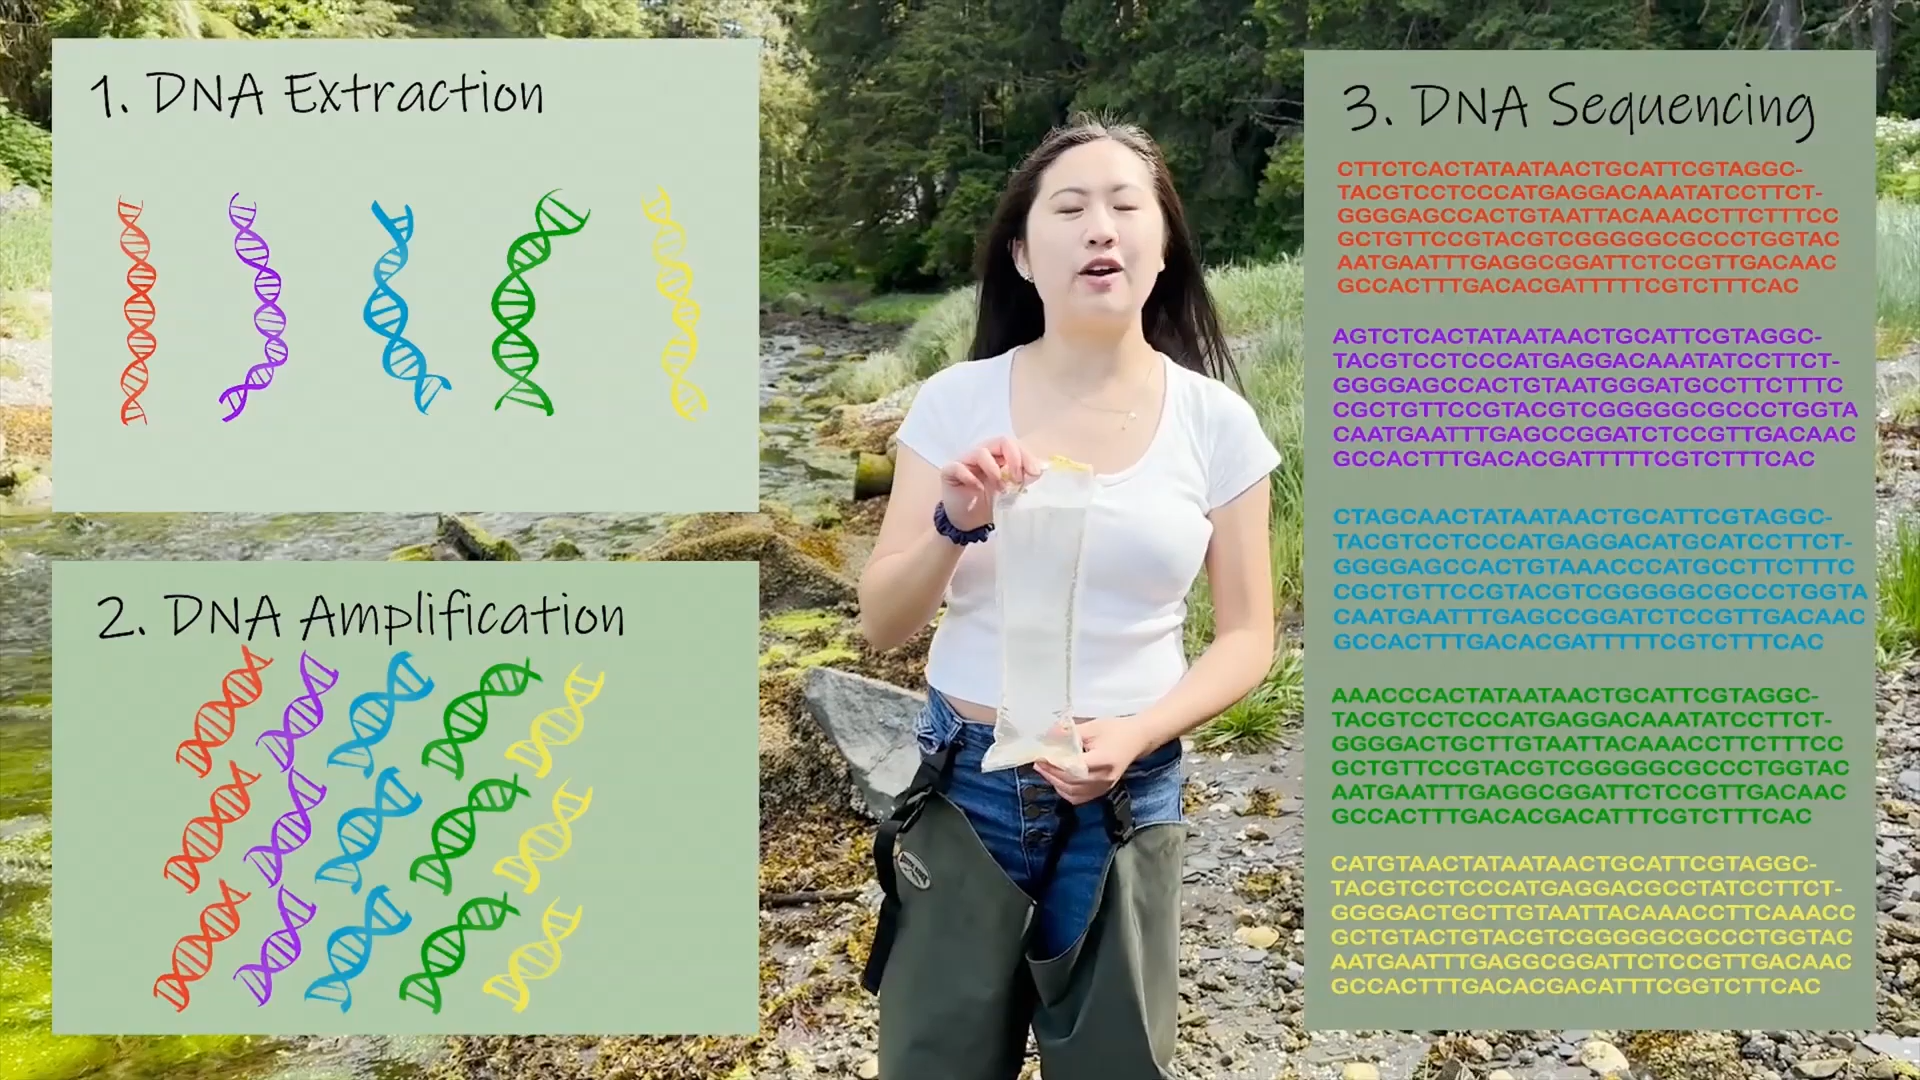 1. DNA Extraction
2. DNA Amplification
3. DNA Sequencing
CTTCTCACTATAATAACTGCATTCGTAGGC-
TACGTCCTCCCATGAGGACAAATATCCTTCT-
GGGGAGCCACTGTAATTACAAACCTTCTTTCC
GCTGTTCCGTACGTCGGGGGCGCCCTGGTAC
AATGAATTTGAGGCGGATTCTCCGTTGACAAC
GCCACTTTGACACGATTTTTCGTCTTTCAC
AGTCTCACTATAATAACTGCATTCGTAGGC-
TACGTCCTCCCATGAGGACAAATATCCTTCT-
GGGGAGCCACTGTAATGGGATGCCTTCTTTC
CGCTGTTCCGTACGTCGGGGGCGCCCTGGTA
CAATGAATTTGAGCCGGATCTCCGTTGACAAC
GCCACTTTGACACGATTTTTCGTCTTTCAC
CTAGCAACTATAATAACTGCATTCGTAGGC-
TACGTCCTCCCATGAGGACATGCATCCTTCT-
GGGGAGCCACTGTAAACCCATGCCTTCTTTC
CGCTGTTCCGTACGTCGGGGGCGCCCTGGTA
CAATGAATTTGAGCCGGATCTCCGTTGACAAC
GCCACTTTGACACGATTTTTCGTCTTTCAC
AAACCCACTATAATAACTGCATTCGTAGGC-
TACGTCCTCCCATGAGGACAAATATCCTTCT-
GGGGACTGCTTGTAATTACAAACCTTCTTTCC
GCTGTTCCGTACGTCGGGGGCGCCCTGGTAC
AATGAATTTGAGGCGGATTCTCCGTTGACAAC
GCCACTTTGACACGACATTTCGTCTTTCAC
CATGTAACTATAATAACTGCATTCGTAGGC-
TACGTCCTCCCATGAGGACGCCTATCCTTCT-
GGGGACTGCTTGTAATTACAAACCTTCAAACC
GCTGTACTGTACGTCGGGGGCGCCCTGGTAC
AATGAATTTGAGGCGGATTCTCCGTTGACAAC
GCCACTTTGACACGACATTTCGGTCTTCAC